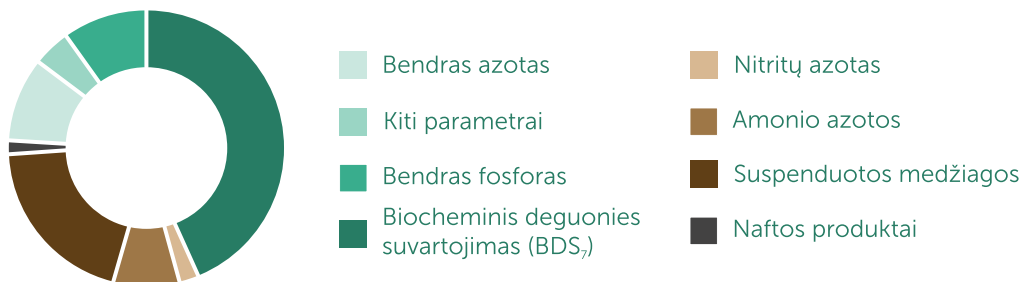 Bendras azotas
Kiti parametrai
Bendras fosforas
Biocheminis deguonies
suvartojimas (BDS₇)
Nitritų azotas
Amonio azotos
Suspenduotos medžiagos
Naftos produktai